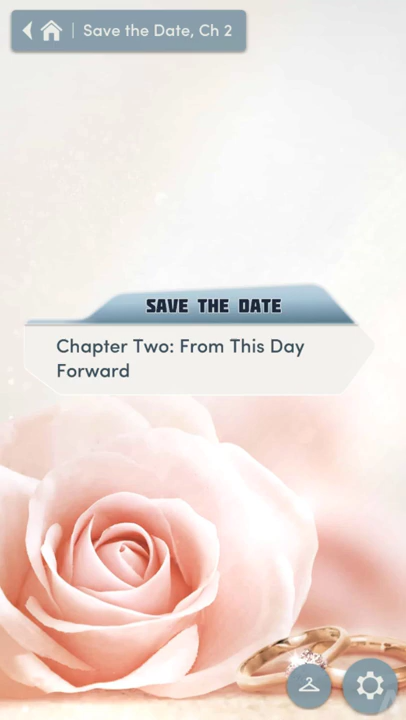 Save the Date, Ch 2
SAVE THE DATE
Chapter Two: From This Day
Forward